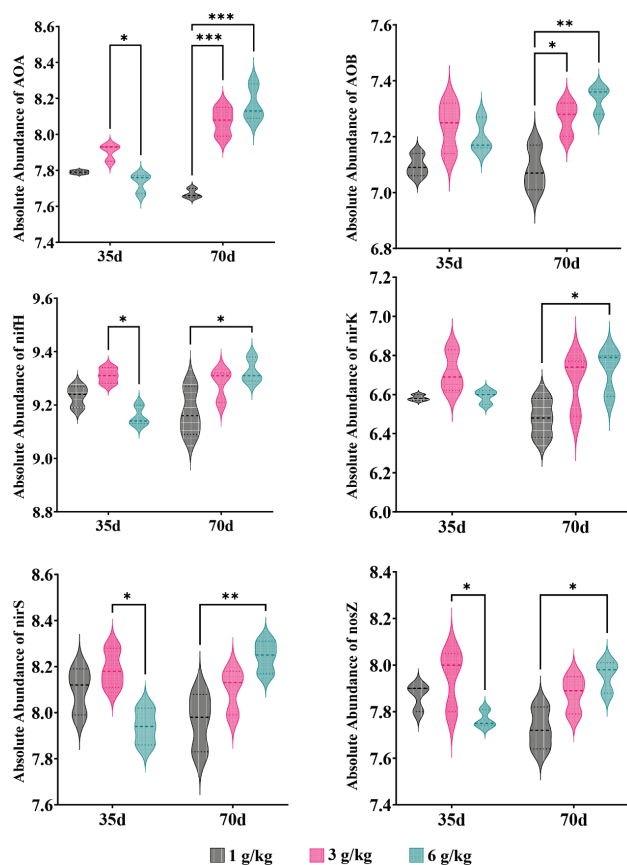 Absolute Abundance of AOA
8.6
8.4
8.2
8.0
7.8
7.6
7.4
*
***
***
35d
70d
Absolute Abundance of AOB
7.6
7.4
7.2
7.0
6.8
**
*
35d
70d
Absolute Abundance of nifH
9.6
9.4
9.2
9.0
8.8
*
*
35d
70d
Absolute Abundance of nirK
7.2
7.0
6.8
6.6
6.4
6.2
6.0
*
35d
70d
Absolute Abundance of nirS
8.6
8.4
8.2
8.0
7.8
7.6
*
**
35d
70d
Absolute Abundance of nosZ
8.4
8.2
8.0
7.8
7.6
7.4
*
*
35d
70d
1 g/kg 3 g/kg 6 g/kg